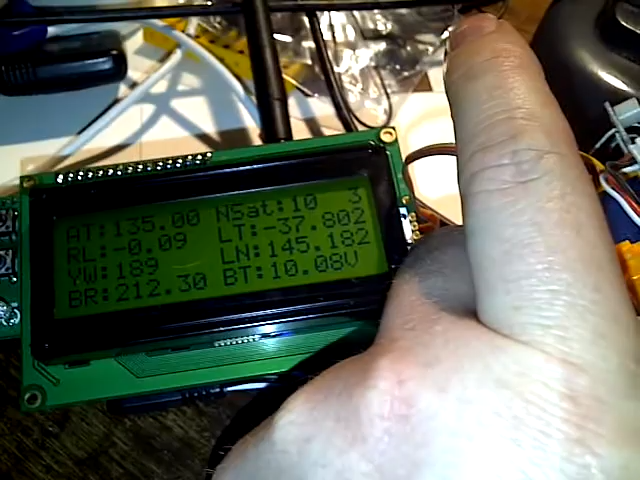 AT:135.00 NSat:10 3
RL:-0.09 LT:-37.802
YW:189 LN:145.182
BR:212.30 BT:10.08V